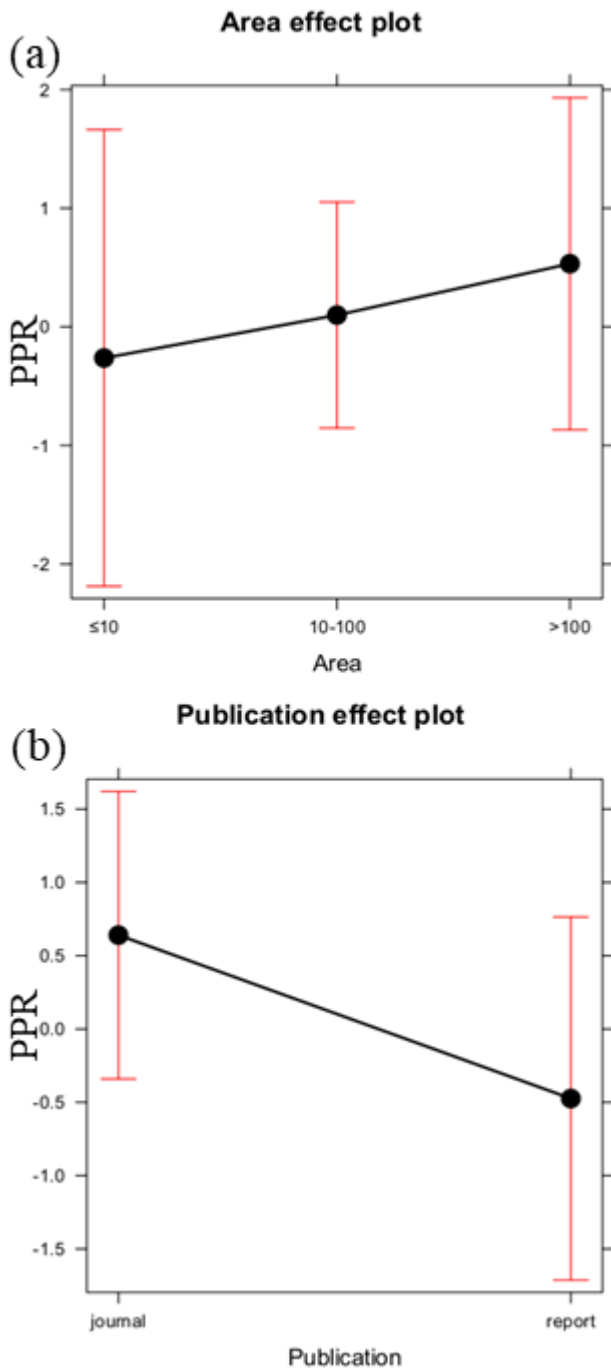 Area effect plot
(a)
2
1
0
-1
-2
PPR
≤10 10-100 >100
Area
Publication effect plot
(b)
1.5
1.0
0.5
0.0
-0.5
-1.0
-1.5
PPR
journal report
Publication